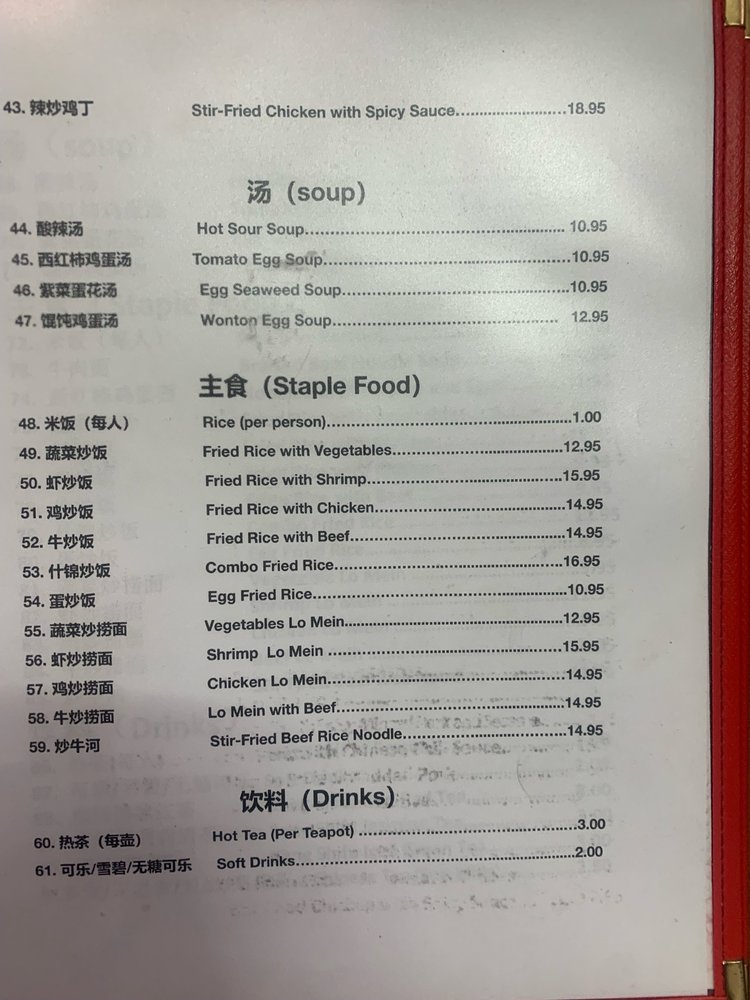 43. 辣炒鸡丁 Stir-Fried Chicken with Spicy Sauce..........................18.95
汤（soup）
44. 酸辣汤 Hot Sour Soup.......................................................... 10.95
45. 西红柿鸡蛋汤 Tomato Egg Soup.......................................................10.95
46. 紫菜蛋花汤 Egg Seaweed Soup...................................................10.95
47. 馄饨鸡蛋汤 Wonton Egg Soup..................................................... 12.95
主食（Staple Food）
48. 米饭（每人） Rice (per person).......................................................1.00
49. 蔬菜炒饭 Fried Rice with Vegetables......................................12.95
50. 虾炒饭 Fried Rice with Shrimp............................................15.95
51. 鸡炒饭 Fried Rice with Chicken..........................................14.95
52. 牛炒饭 Fried Rice with Beef................................................14.95
53. 什锦炒饭 Combo Fried Rice...................................................16.95
54. 蛋炒饭 Egg Fried Rice.........................................................10.95
55. 蔬菜炒捞面 Vegetables Lo Mein................................................12.95
56. 虾炒捞面 Shrimp Lo Mein ....................................................15.95
57. 鸡炒捞面 Chicken Lo Mein....................................................14.95
58. 牛炒捞面 Lo Mein with Beef...................................................14.95
59. 炒牛河 Stir-Fried Beef Rice Noodle....................................14.95
饮料（Drinks）
60. 热茶（每壶） Hot Tea (Per Teapot) .................................................3.00
61. 可乐/雪碧/无糖可乐 Soft Drinks..............................................................2.00